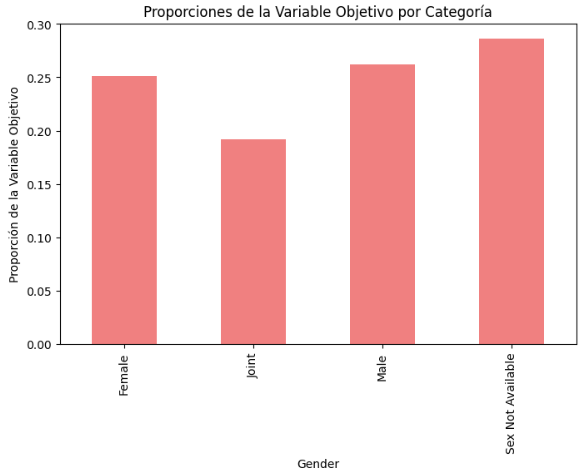 Proporciones de la Variable Objetivo por Categoría
Proporción de la Variable Objetivo
0.30
0.25
0.20
0.15
0.10
0.05
0.00
Female
Joint
Male
Sex Not Available
Gender